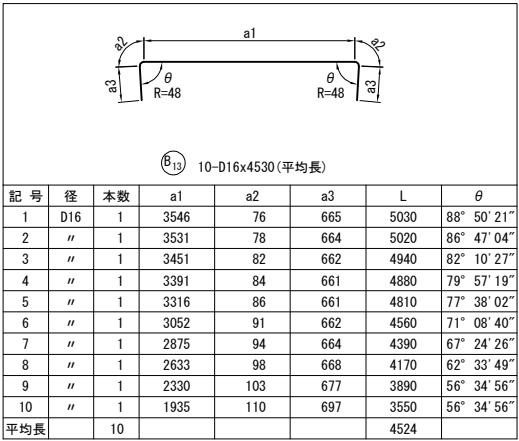 a1
a2 a2
a3 θ θ a3
R=48 R=48
B13 10-D16x4530(平均長)
記 号 径 本数 a1 a2 a3 L θ
1 D16 1 3546 76 665 5030 88° 50′21″
2 〃 1 3531 78 664 5020 86° 47′04″
3 〃 1 3451 82 662 4940 82° 10′27″
4 〃 1 3391 84 661 4880 79° 57′19″
5 〃 1 3316 86 661 4810 77° 38′02″
6 〃 1 3052 91 662 4560 71° 08′40″
7 〃 1 2875 94 664 4390 67° 24′26″
8 〃 1 2633 98 668 4170 62° 33′49″
9 〃 1 2330 103 677 3890 56° 34′56″
10 〃 1 1935 110 697 3550 56° 34′56″
平均長 10 4524